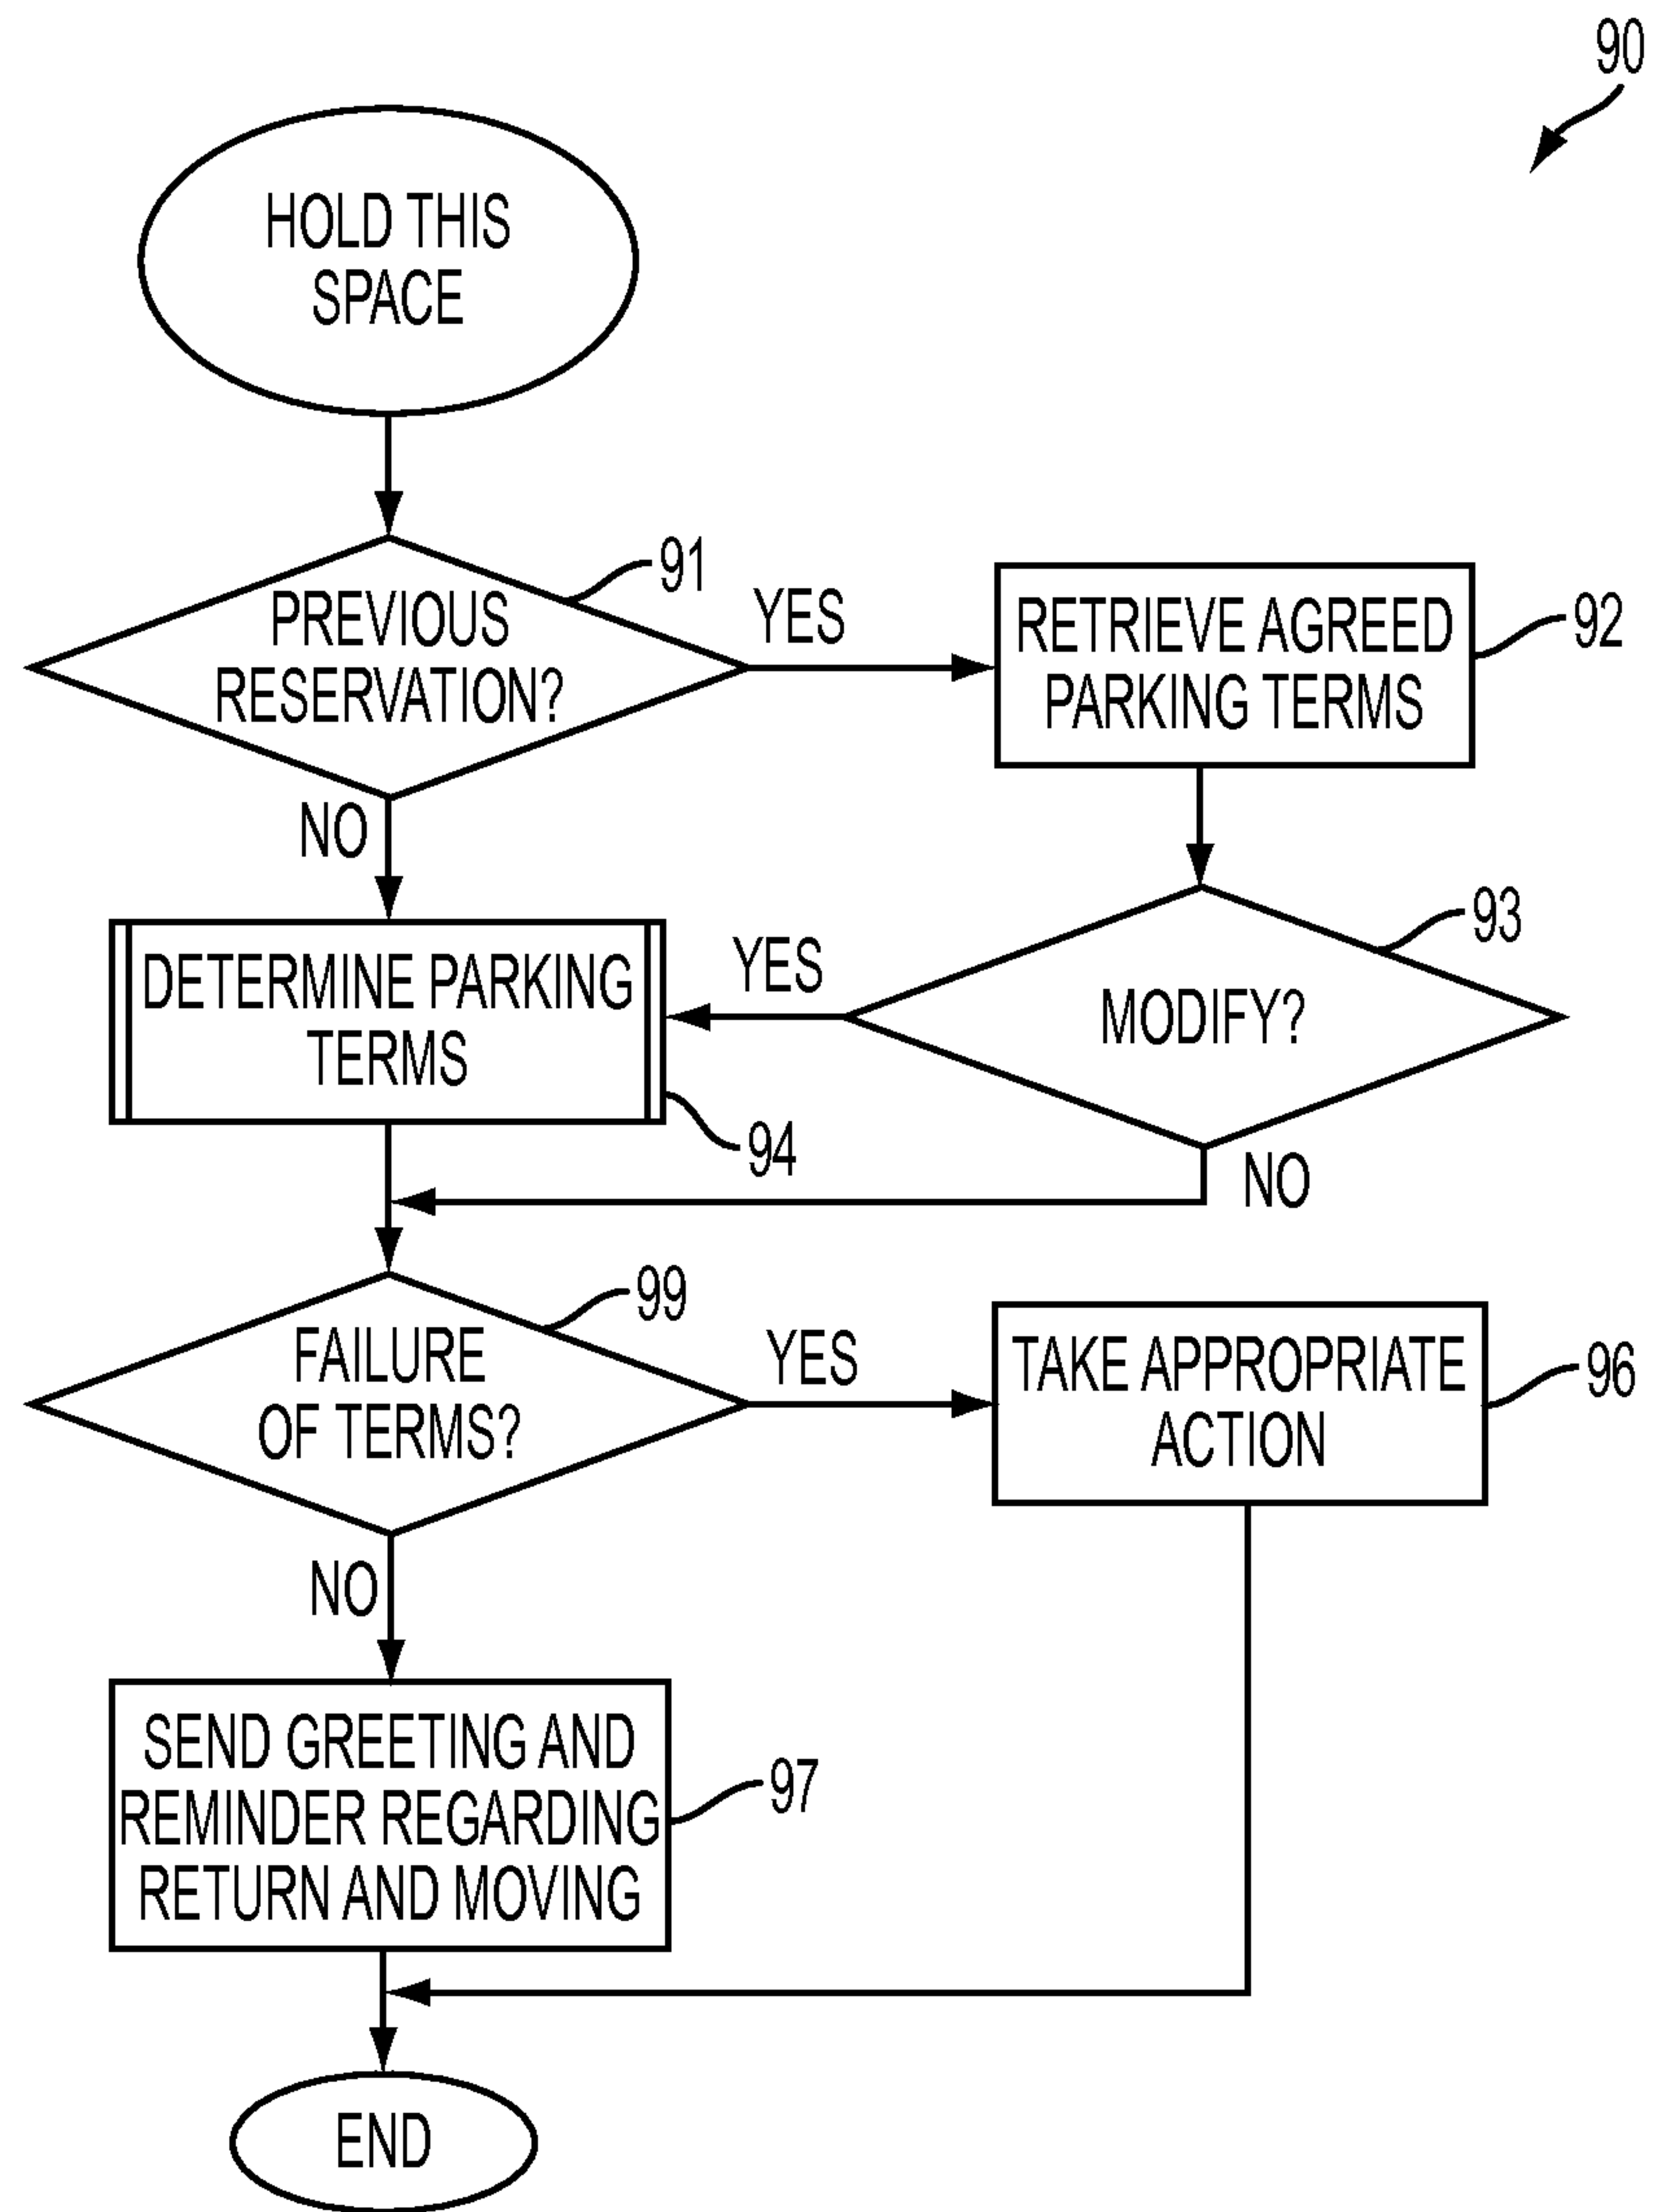 90
HOLD THIS
SPACE
91
PREVIOUS
RESERVATION?
YES
RETRIEVE AGREED
PARKING TERMS
92
NO
93
DETERMINE PARKING
TERMS
YES
MODIFY?
94
NO
99
FAILURE
OF TERMS?
YES
TAKE APPROPRIATE
ACTION
96
NO
SEND GREETING AND
REMINDER REGARDING
RETURN AND MOVING
97
END